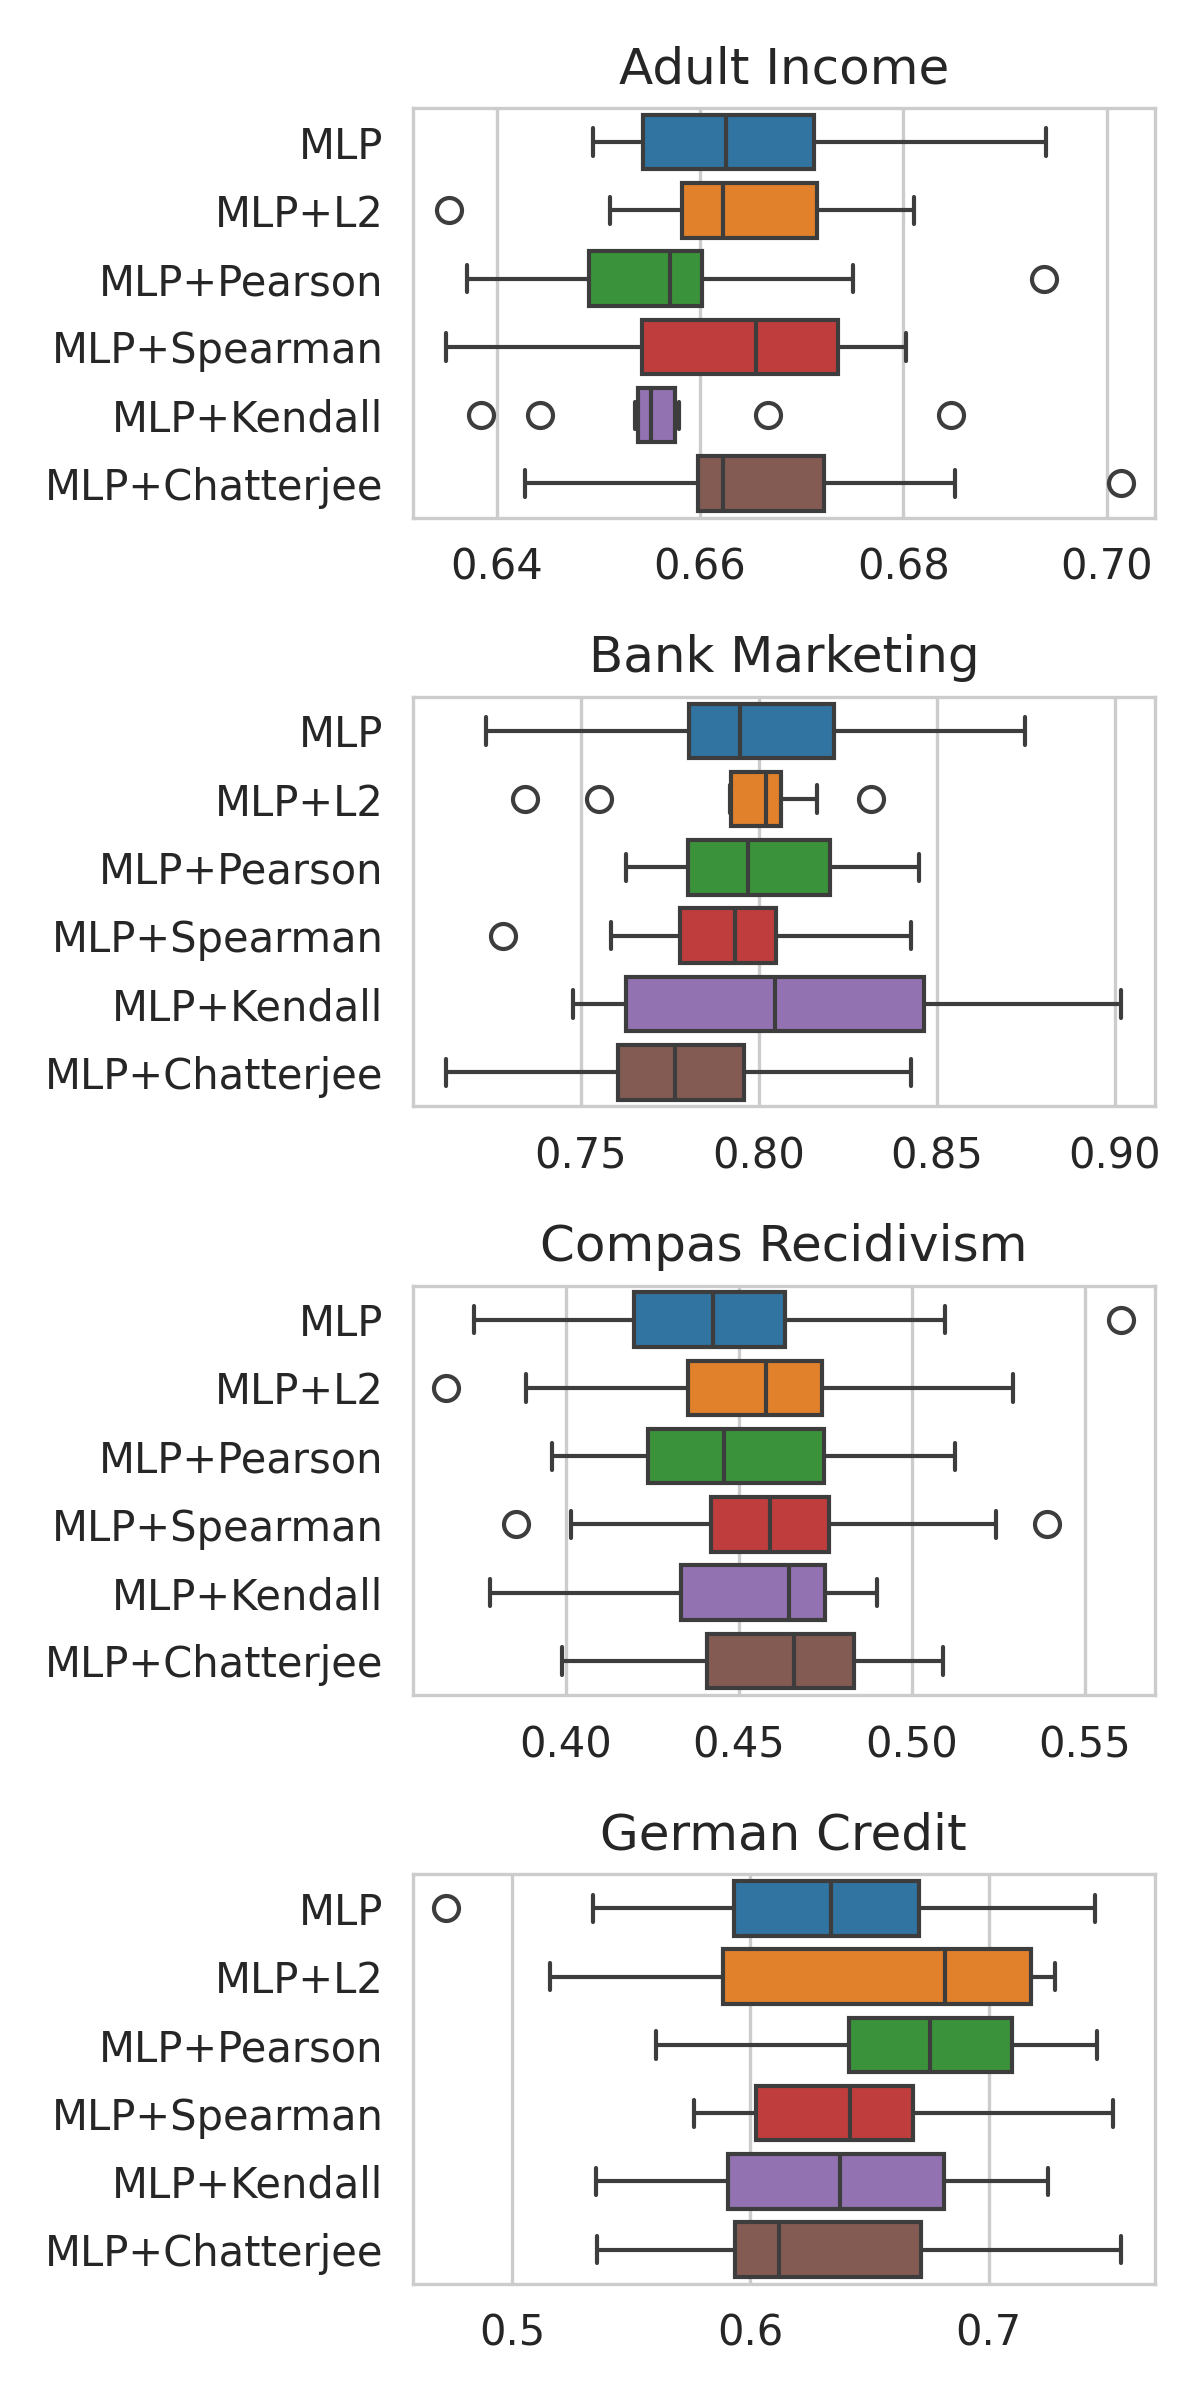 Adult Income
MLP
MLP+L2
MLP+Pearson
MLP+Spearman
MLP+Kendall
MLP+Chatterjee
0.64 0.66 0.68 0.70
Bank Marketing
MLP
MLP+L2
MLP+Pearson
MLP+Spearman
MLP+Kendall
MLP+Chatterjee
0.75 0.80 0.85 0.90
Compas Recidivism
MLP
MLP+L2
MLP+Pearson
MLP+Spearman
MLP+Kendall
MLP+Chatterjee
0.40 0.45 0.50 0.55
German Credit
MLP
MLP+L2
MLP+Pearson
MLP+Spearman
MLP+Kendall
MLP+Chatterjee
0.5 0.6 0.7